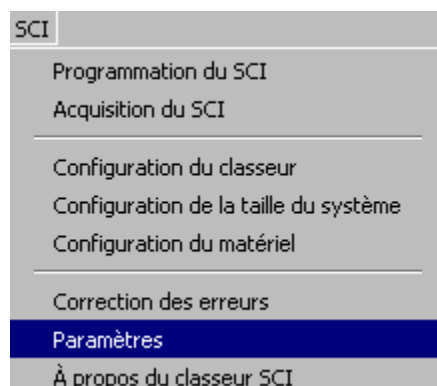 SCI
Programmation du SCI
Acquisition du SCI
Configuration du classeur
Configuration de la taille du système
Configuration du matériel
Correction des erreurs
Paramètres
À propos du classeur SCI